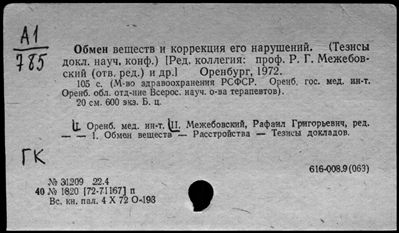 А1
785
Обмен веществ и коррекция его нарушений. (Тезисы
докл. науч. конф.) [Ред. коллегия: проф. Р. Г. Межебов-
ский (отв. ред.) и др.] Оренбург, 1972.
105 с. (М-во здравоохранения РСФСР. Оренб. гос. мед. ин-т.
Оренб. обл. отд-ние Всерос. науч. о-ва терапевтов).
20 см. 600 экз. Б. ц.
I. Оренб. мед. ин-т. II. Межебовский, Рафаил Григорьевич, ред.
— — 1. Обмен веществ — Расстройства — Тезисы докладов.
ГК
616-008.9(063)
№ 31209 22.4
40 № 1820 [72-71167] п
Вс. кн. пал. 4 X 72 О-193